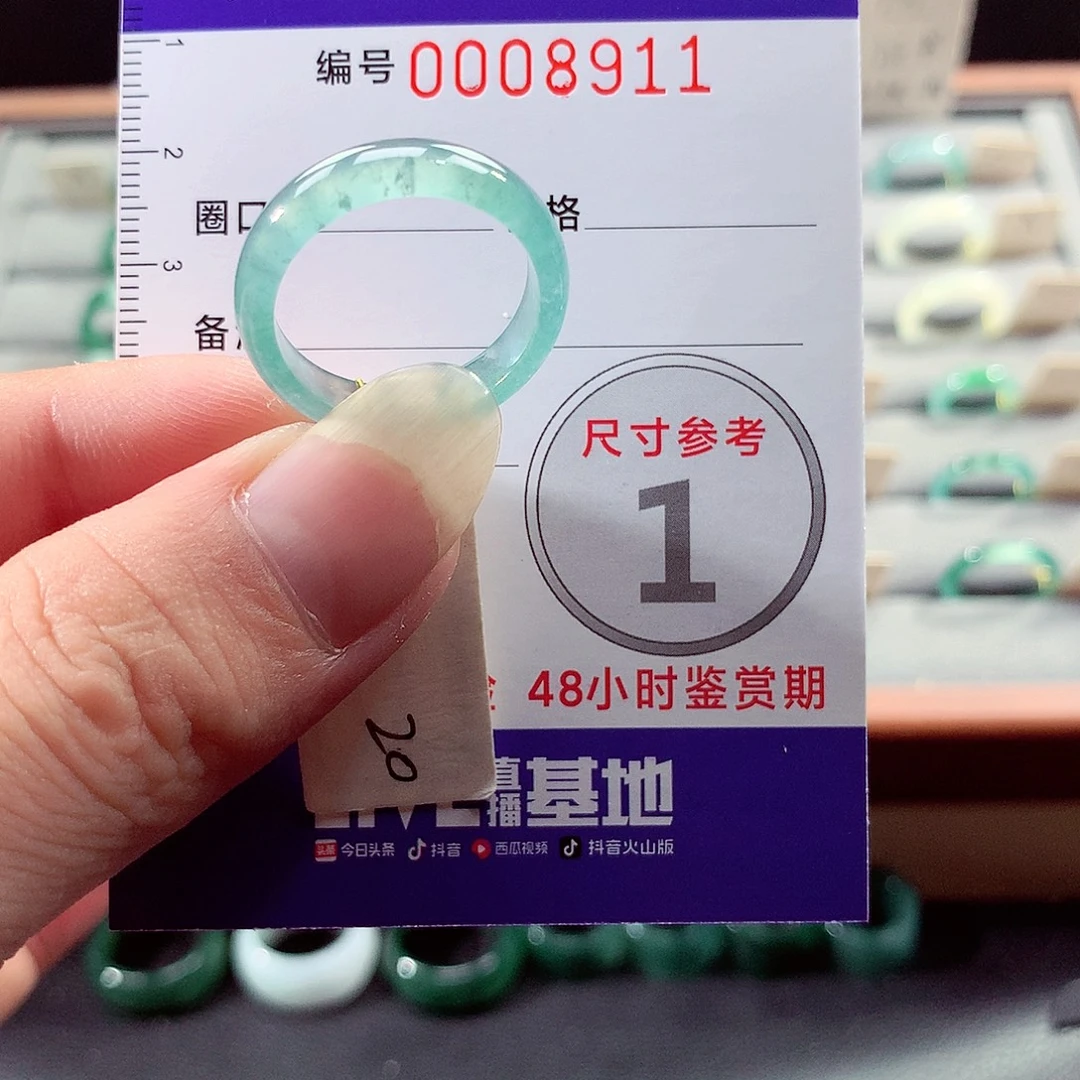 编号 0008911
1
2
圈口 格
3
备
尺寸参考
1
48小时鉴赏期
20
直播 基地
今日头条 抖音 西瓜视频 抖音火山版